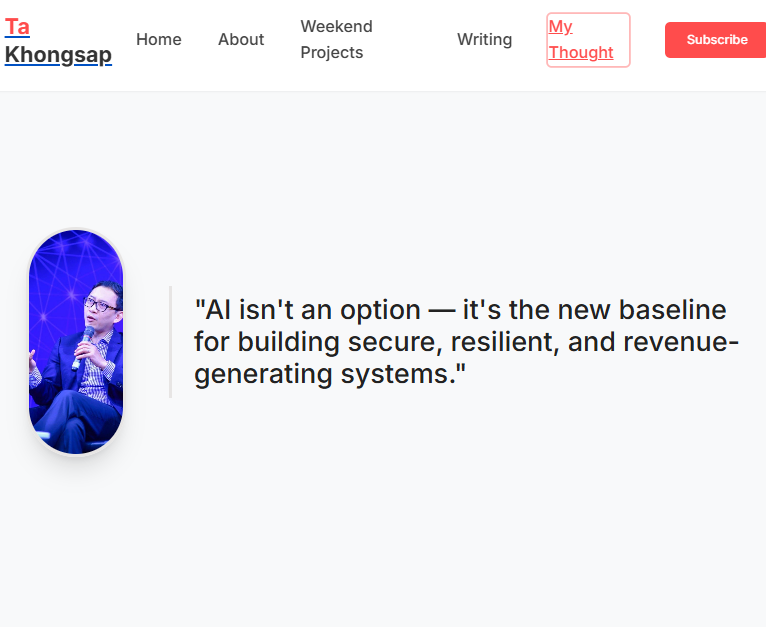 Ta
Khongsap
Home
About
Weekend
Projects
Writing
My
Thought
Subscribe
"AI isn't an option — it's the new baseline
for building secure, resilient, and revenue-
generating systems."